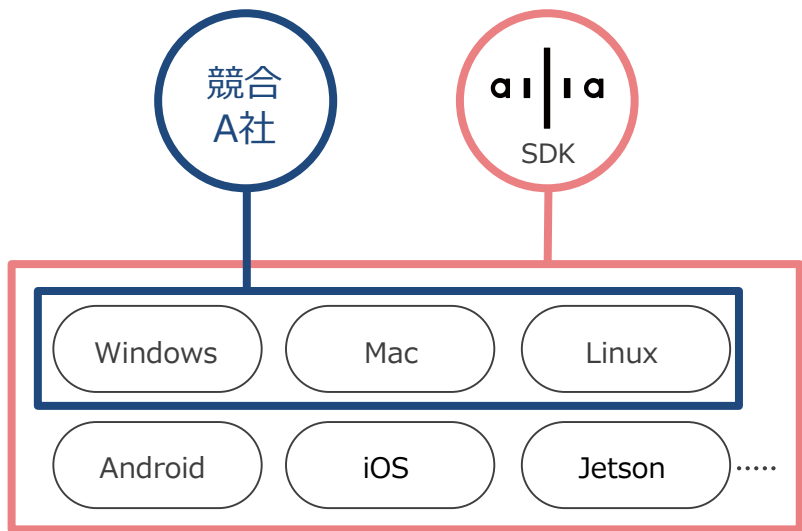 競合
A社
ailia
SDK
Windows
Mac
Linux
Android
iOS
Jetson
·····